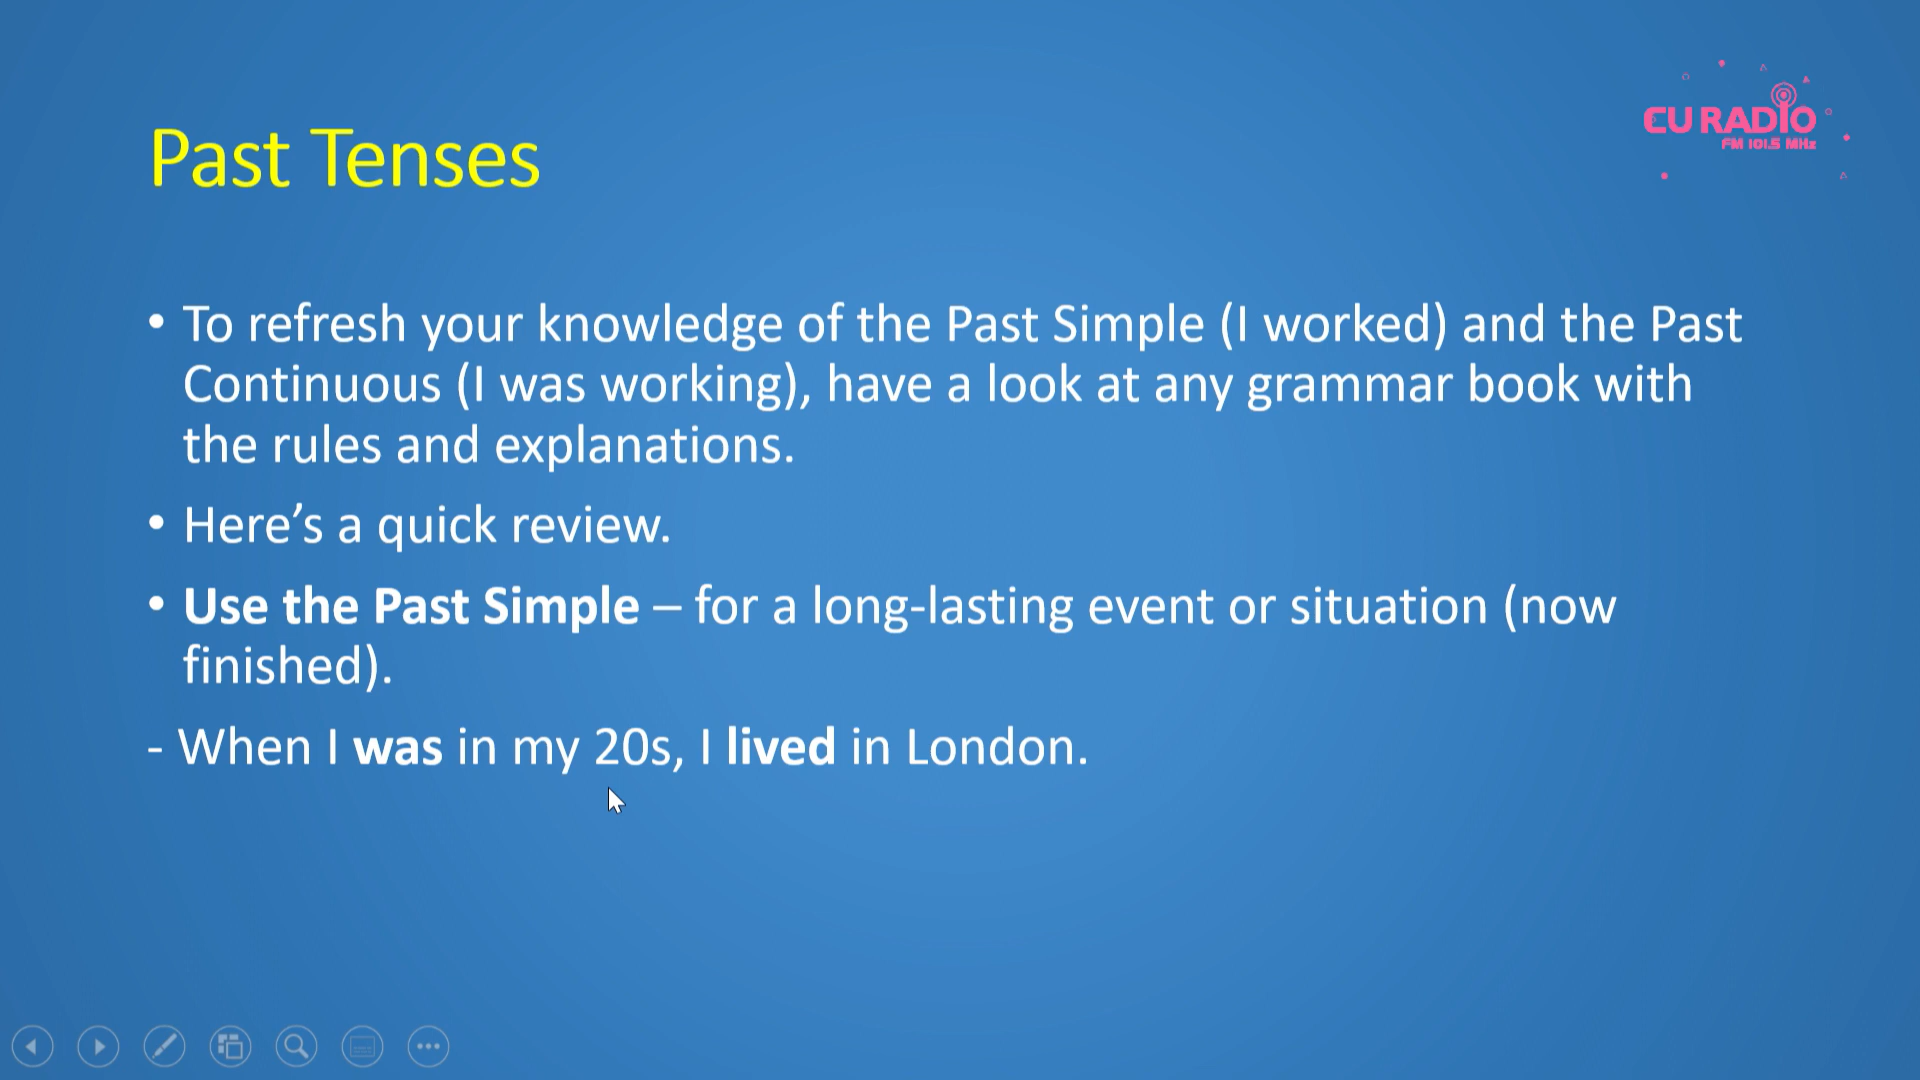 CU RADIO
FM 101.5 MHz
Past Tenses
• To refresh your knowledge of the Past Simple (I worked) and the Past
Continuous (I was working), have a look at any grammar book with
the rules and explanations.
• Here’s a quick review.
• Use the Past Simple – for a long-lasting event or situation (now
finished).
- When I was in my 20s, I lived in London.